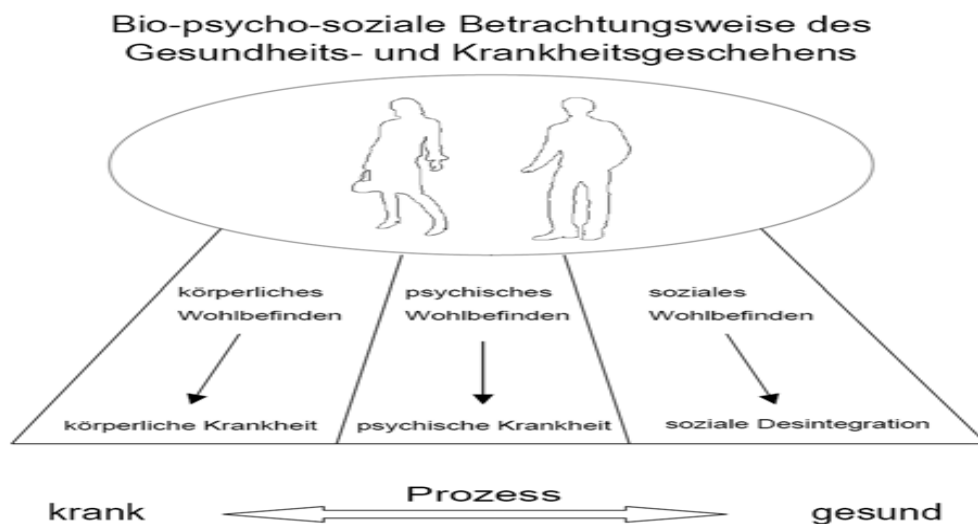 Bio-psycho-soziale Betrachtungsweise des
Gesundheits- und Krankheitsgeschehens
körperliches
Wohlbefinden
psychisches
Wohlbefinden
soziales
Wohlbefinden
körperliche Krankheit
psychische Krankheit
soziale Desintegration
krank
Prozess
gesund